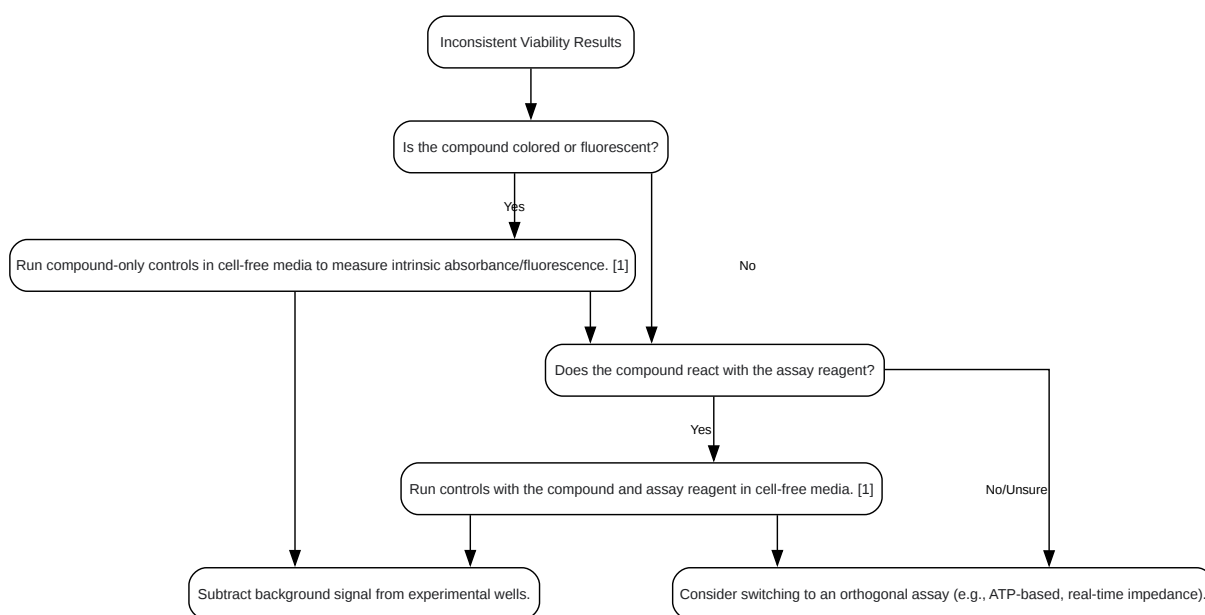 Inconsistent Viability Results
Is the compound colored or fluorescent?
Yes
Run compound-only controls in cell-free media to measure intrinsic absorbance/fluorescence. [1]
No
Does the compound react with the assay reagent?
Yes
Run controls with the compound and assay reagent in cell-free media. [1]
No/Unsure
Subtract background signal from experimental wells.
Consider switching to an orthogonal assay (e.g., ATP-based, real-time impedance).